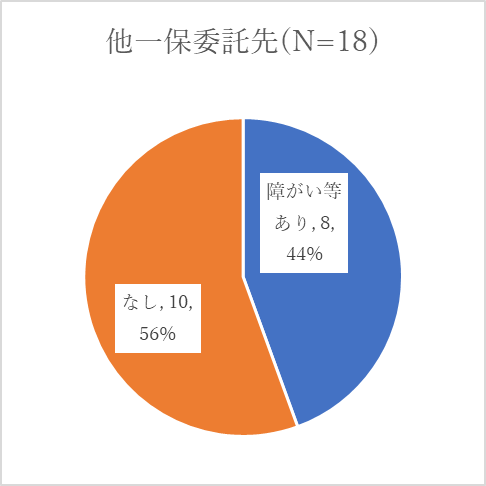 他一保委託先(N=18)
障がい等
あり, 8,
44%
なし, 10,
56%